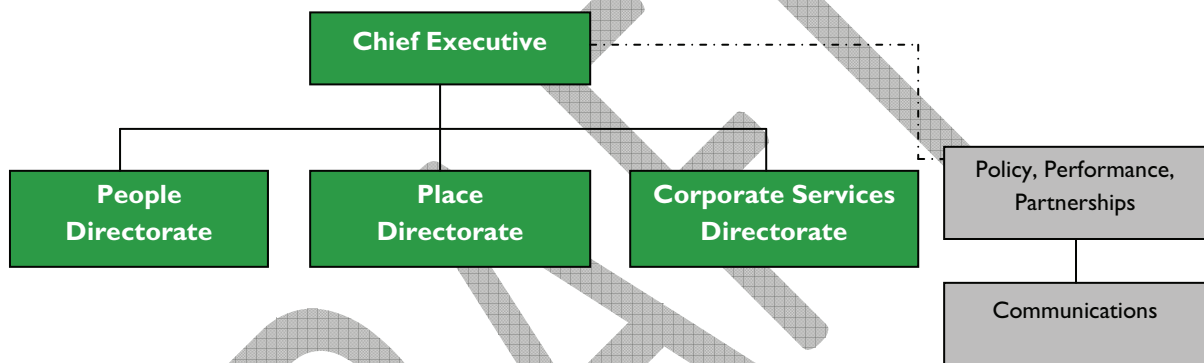 Chief Executive
People
Directorate
Place
Directorate
Corporate Services
Directorate
Policy, Performance,
Partnerships
Communications